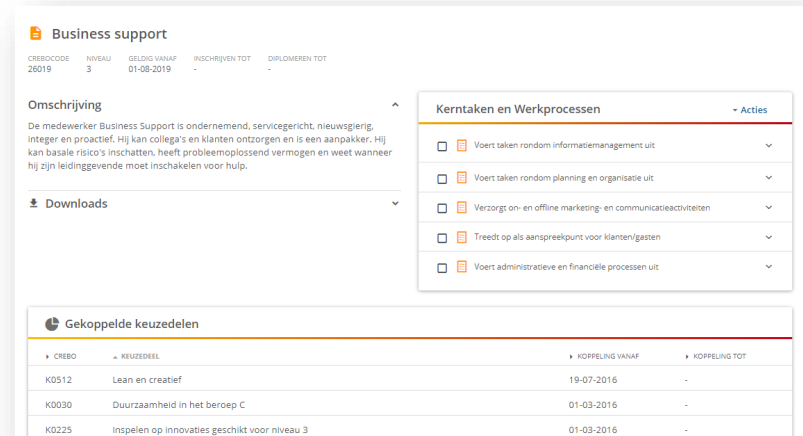 Business support
CREBOCODE NIVEAU GELDIG VANAF INSCHRIJVEN TOT DIPLOMEREN TOT
26019 3 01-08-2019 - -
Omschrijving
De medewerker Business Support is ondernemend, servicegericht, nieuwsgierig,
integer en proactief. Hij kan collega's en klanten ontzorgen en is een aanpakker. Hij
kan basale risico's inschatten, heeft probleemoplossend vermogen en weet wanneer
hij zijn leidinggevende moet inschakelen voor hulp.
Downloads
Kerntaken en Werkprocessen Acties
Voert taken rondom informatiemanagement uit
Voert taken rondom planning en organisatie uit
Verzorgt on- en offline marketing- en communicatieactiviteiten
Treedt op als aanspreekpunt voor klanten/gasten
Voert administratieve en financiële processen uit
Gekoppelde keuzedelen
CREBO KEUZEDEEL KOPPELING VANAF KOPPELING TOT
K0512 Lean en creatief 19-07-2016 -
K0030 Duurzaamheid in het beroep C 01-03-2016 -
K0225 Inspelen op innovaties geschikt voor niveau 3 01-03-2016 -